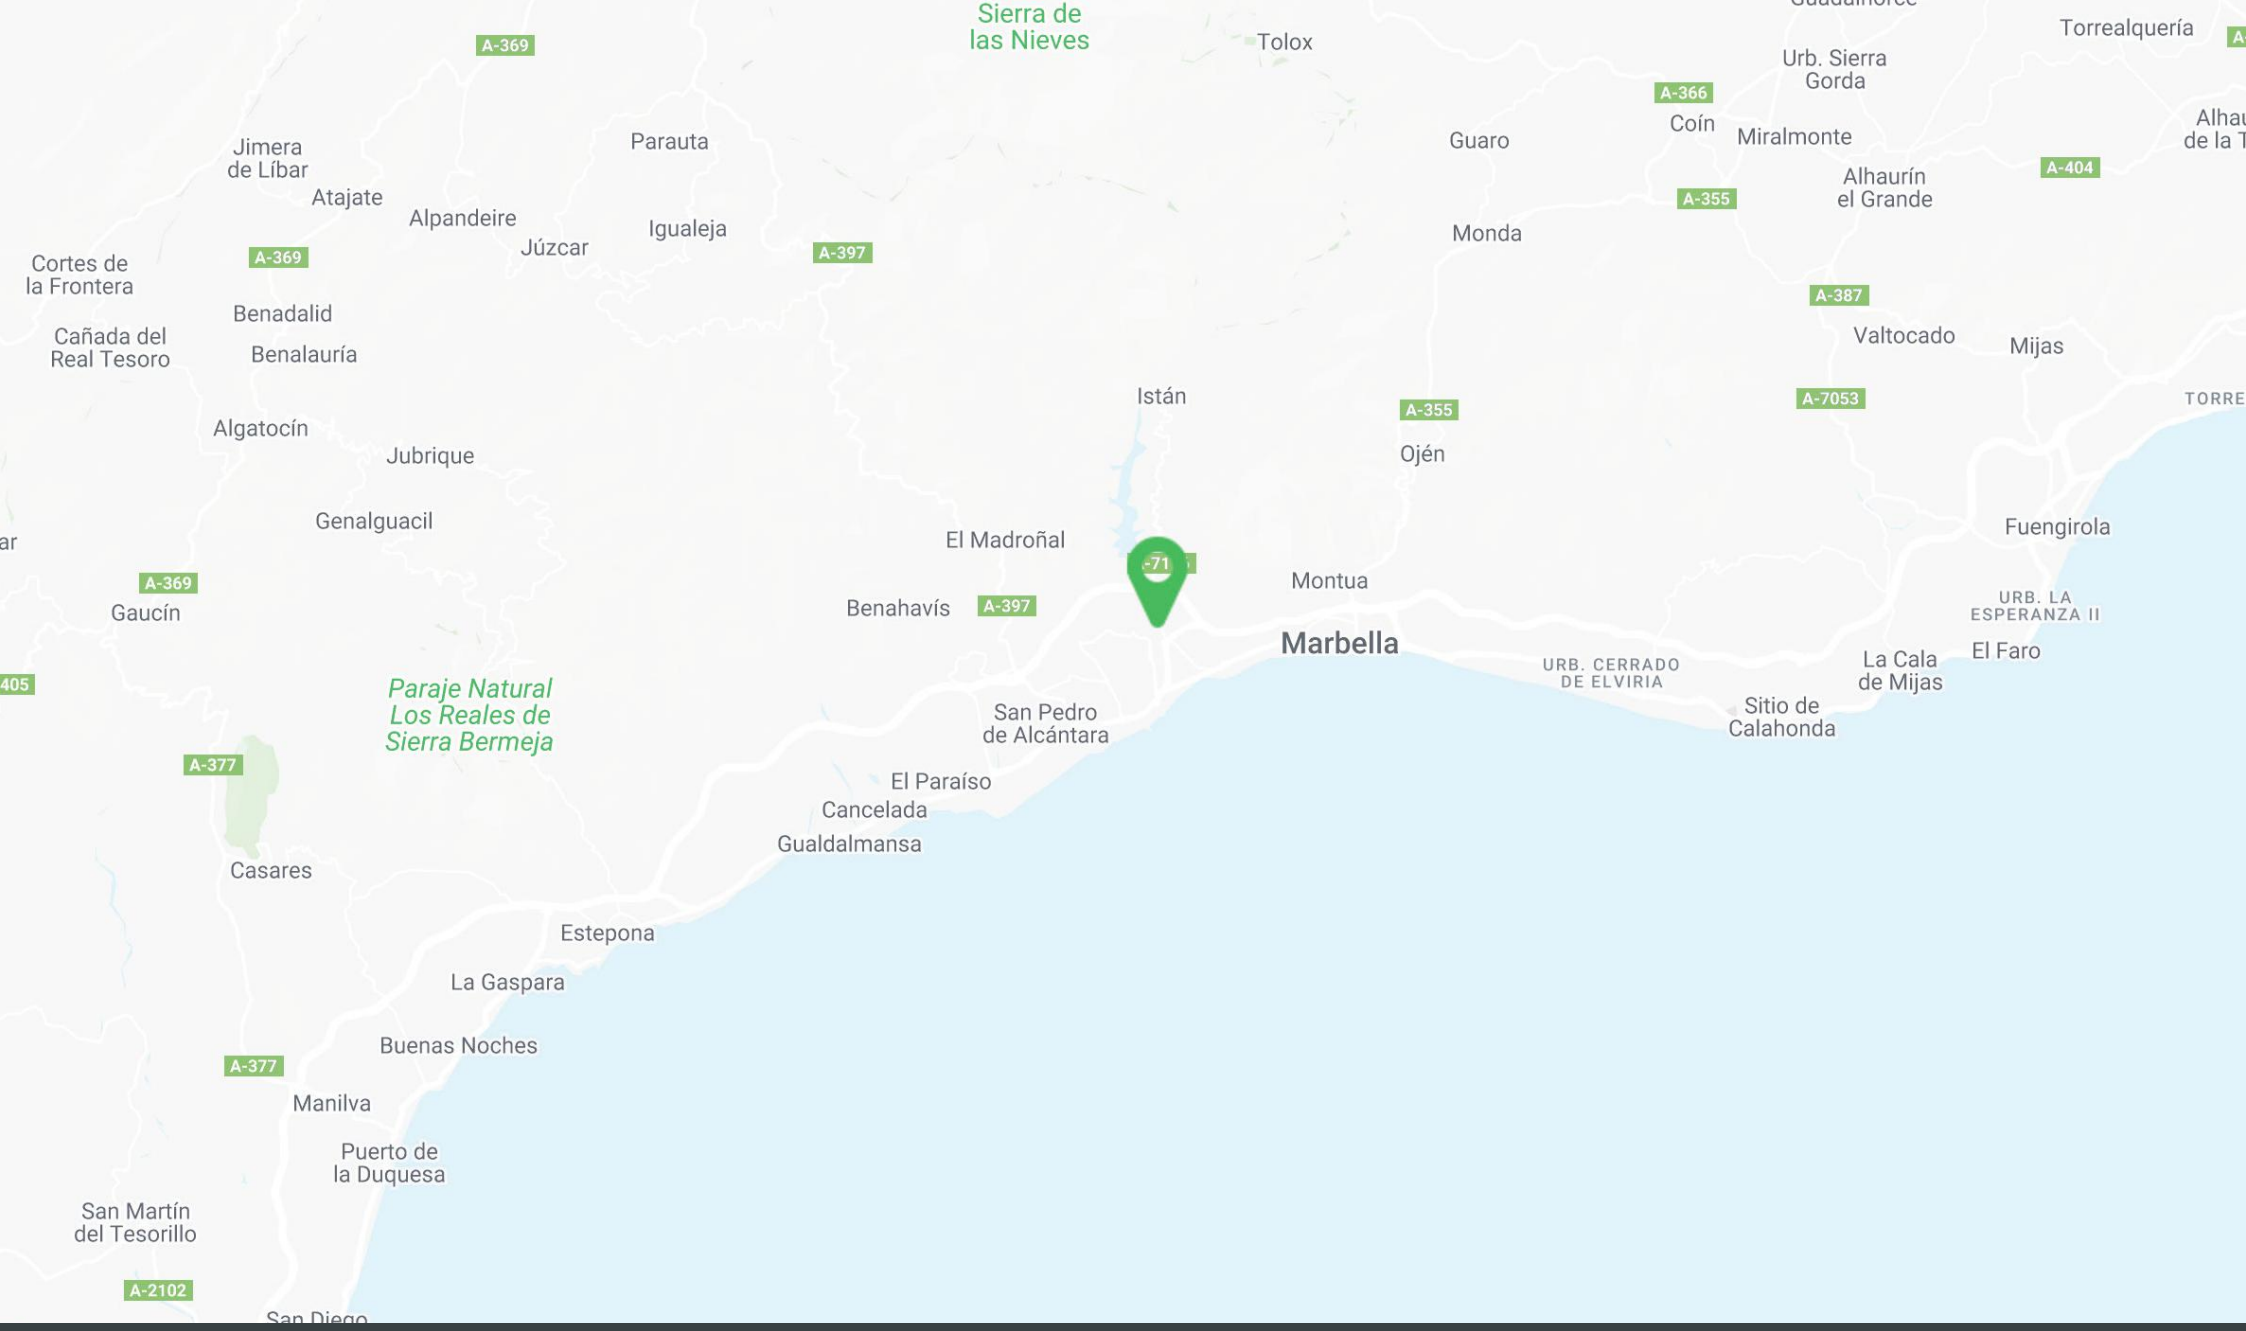 Sierra de
las Nieves
Tolox
Torrealquería
A-369
Urb. Sierra
Gorda
A-366
Coín
Miralmonte
Guaro
Parauta
Jimera
de Líbar
Atajate
Alpandeire
Júzcar
Igualeja
A-397
A-355
A-404
Alhaurín
el Grande
Monda
Cortes de
la Frontera
A-369
Benadalid
Cañada del
Real Tesoro
Benalauría
A-387
Valtocado
Mijas
Istán
A-355
A-7053
TORRE
Algatocín
Jubrique
Ojén
Genalguacil
El Madroñal
Fuengirola
-71
A-369
Gaucín
Benahavís
A-397
Montua
Marbella
URB. LA
ESPERANZA II
El Faro
405
URB. CERRADO
DE ELVIRIA
La Cala
de Mijas
Paraje Natural
Los Reales de
Sierra Bermeja
San Pedro
de Alcántara
Sitio de
Calahonda
A-377
El Paraíso
Cancelada
Gualdalmansa
Casares
Estepona
La Gaspara
Buenas Noches
A-377
Manilva
Puerto de
la Duquesa
San Martín
del Tesorillo
A-2102
San Diego